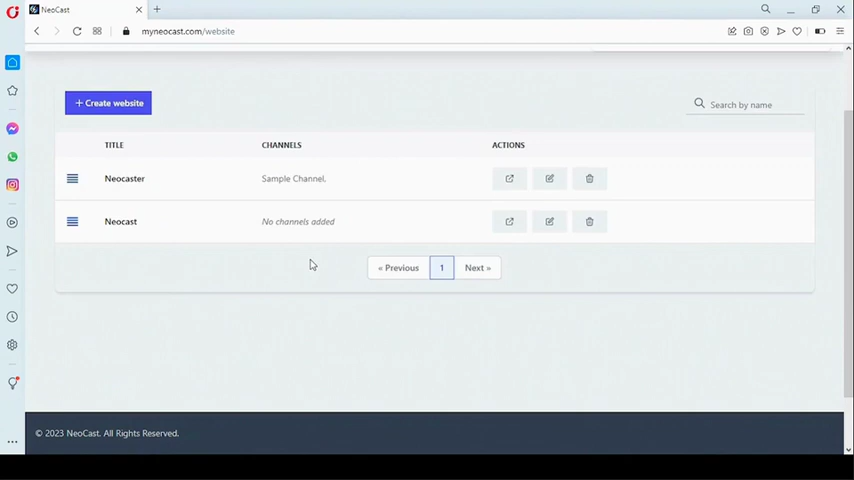 NeoCast
myneocast.com/website
+ Create website
Search by name
TITLE CHANNELS ACTIONS
Neocaster Sample Channel.
Neocast No channels added
« Previous 1 Next »
© 2023 NeoCast. All Rights Reserved.